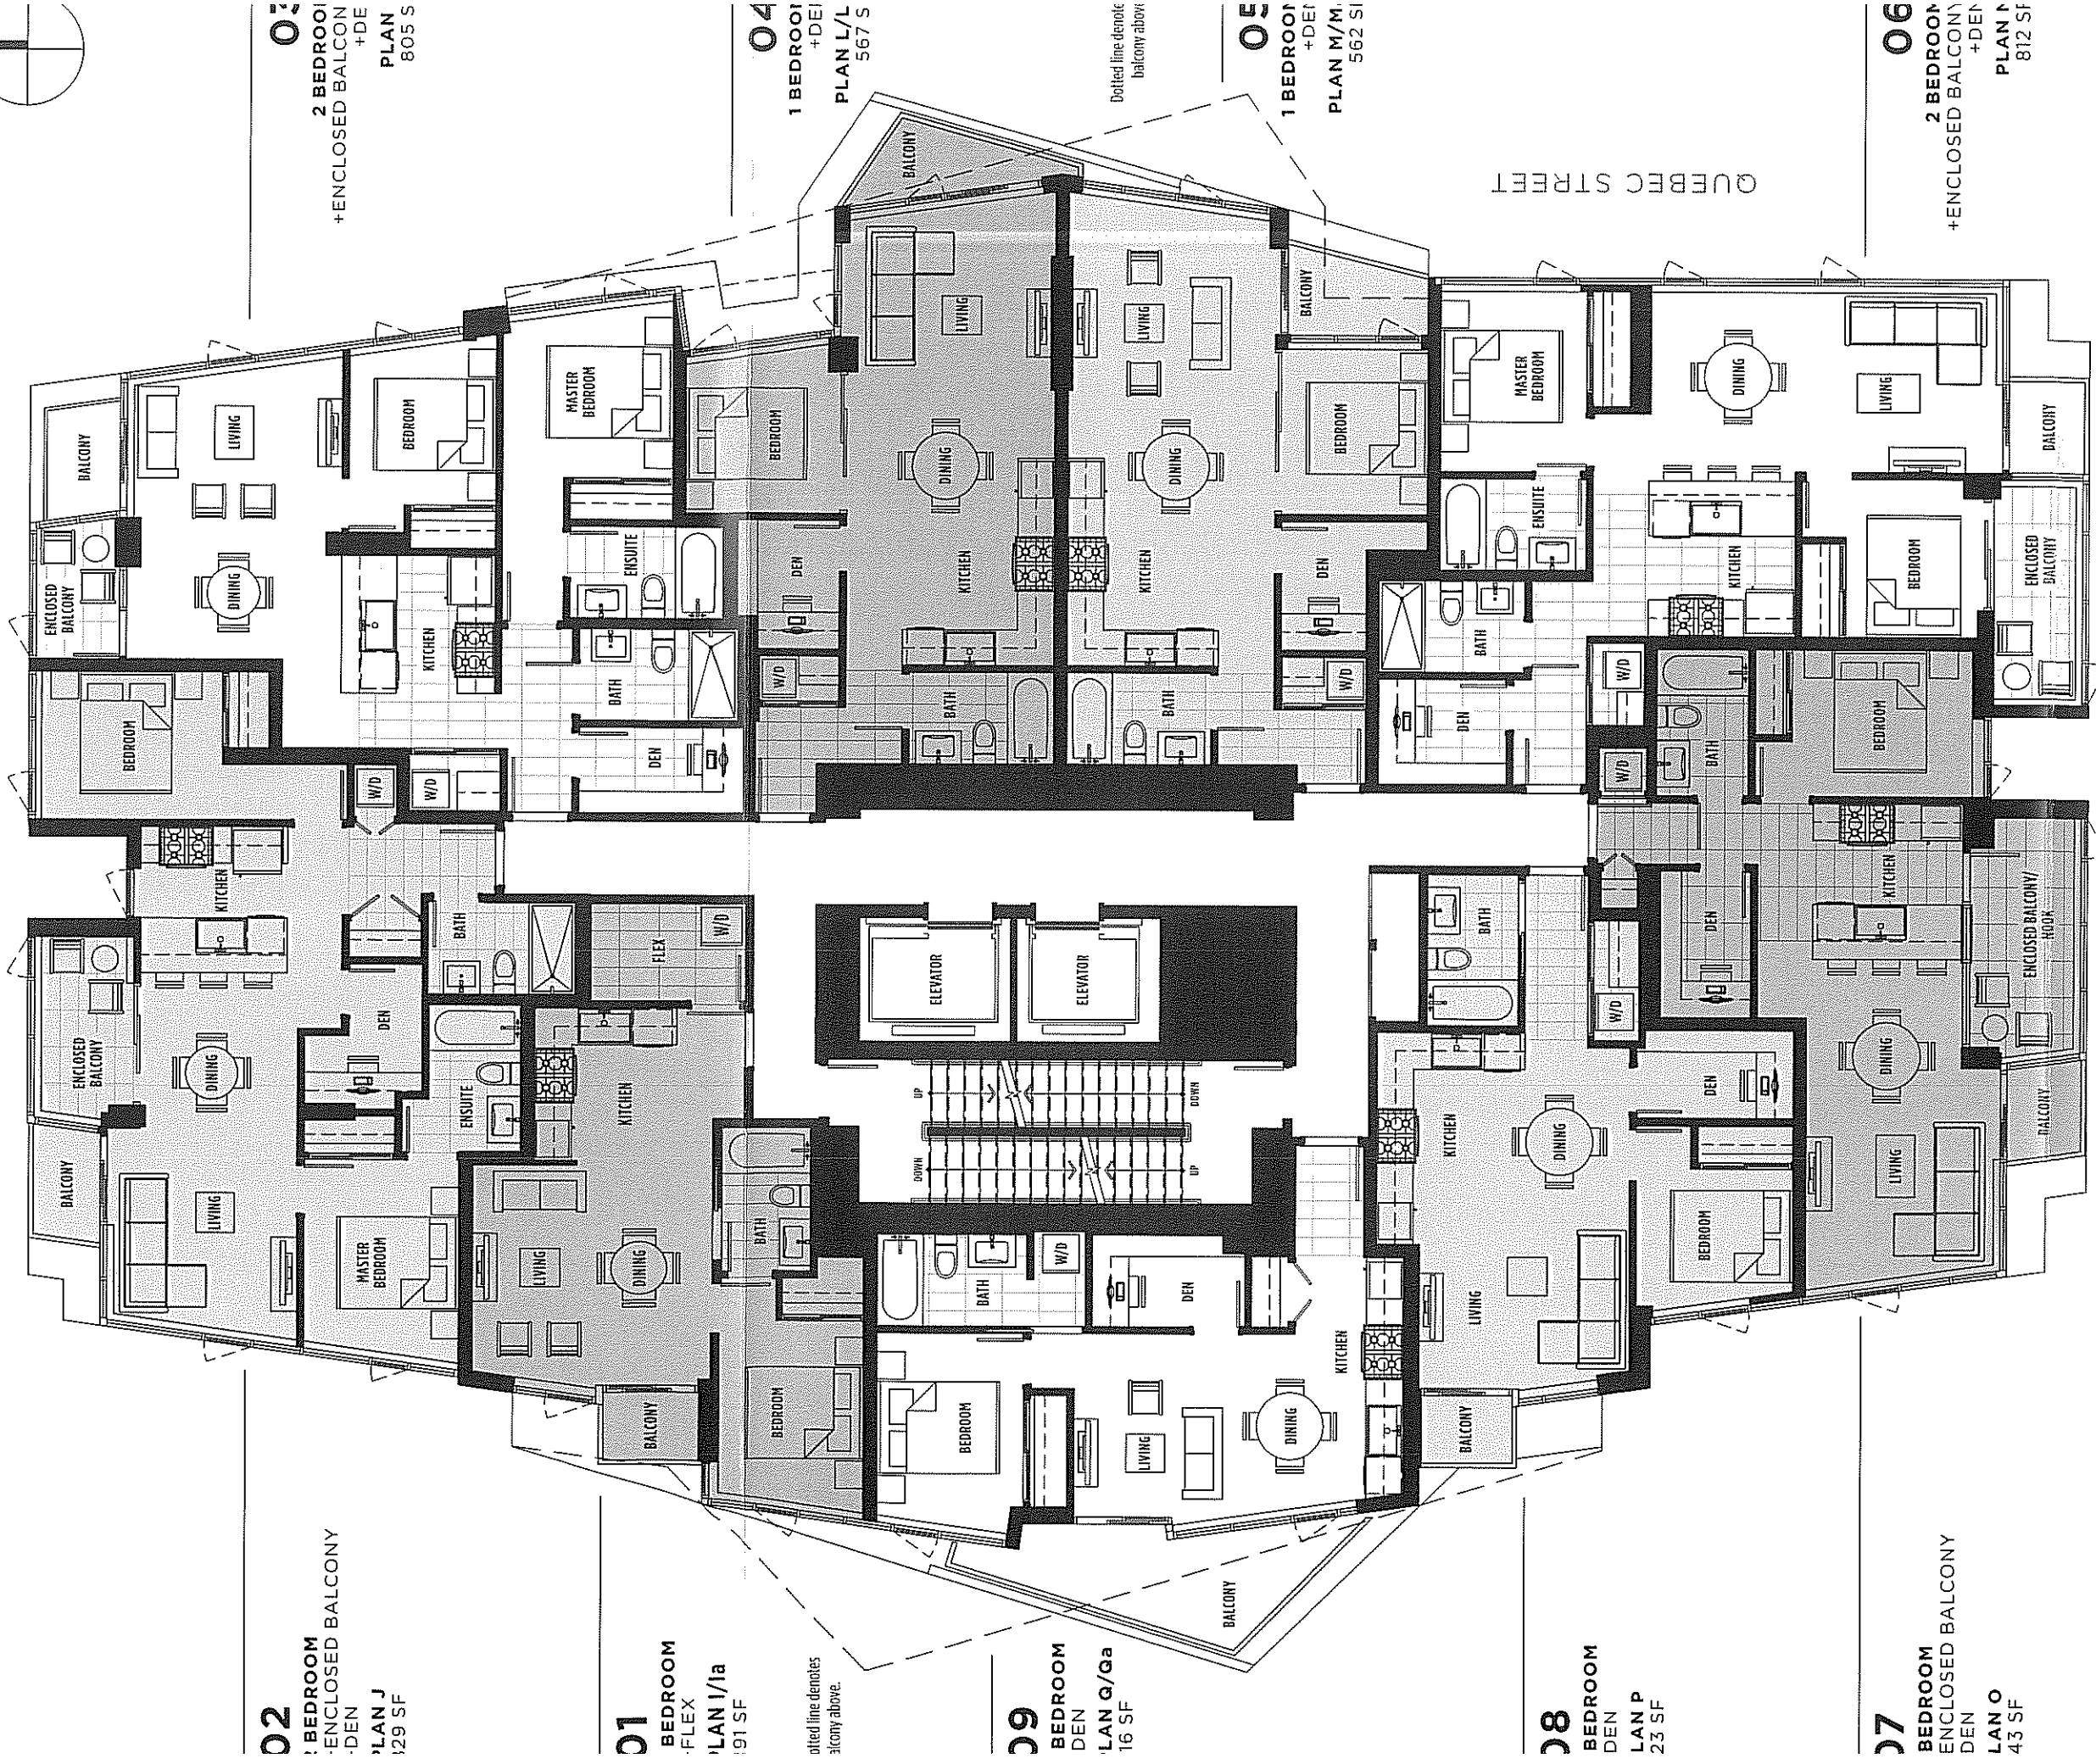 03
2 BEDROO
+ENCLOSED BALCON
+DE
PLAN
805 S
04
1 BEDROO
+DE
PLAN L/L
567 S
Dotted line denote
balcony above
05
1 BEDROO
+DE
PLAN M/M
562 S
06
2 BEDROO
+ENCLOSED BALCONY
+DEN
PLAN N
812 SF
QUEBEC STREET
BALCONY
LIVING
BEDROOM
MASTER
BEDROOM
ENCLOSED
BALCONY
DINING
KITCHEN
ENSUITE
BATH
DEN
W/D
BALCONY
BEDROOM
LIVING
DINING
DEN
KITCHEN
W/D
BATH
LIVING
BALCONY
DINING
BEDROOM
KITCHEN
DEN
BATH
W/D
MASTER
BEDROOM
DINING
LIVING
BALCONY
ENSUITE
KITCHEN
BEDROOM
ENCLOSED
BALCONY
BATH
DEN
W/D
BEDROOM
W/D
KITCHEN
BATH
ENCLOSED
BALCONY
DINING
DEN
ENSUITE
BALCONY
LIVING
MASTER
BEDROOM
FLEX
W/D
KITCHEN
LIVING
DINING
BATH
BALCONY
BEDROOM
ELEVATOR
ELEVATOR
UP
DOWN
DOWN
UP
BATH
W/D
DEN
BEDROOM
LIVING
DINING
KITCHEN
BALCONY
BATH
W/D
KITCHEN
DINING
DEN
LIVING
BEDROOM
BALCONY
W/D
BATH
BEDROOM
DEN
KITCHEN
ENCLOSED BALCONY/
NOOK
DINING
LIVING
BALCONY
02
2 BEDROOM
+ENCLOSED BALCONY
+DEN
PLAN J
829 SF
01
BEDROOM
+FLEX
PLAN I/Ia
591 SF
otted line denotes
alcony above.
09
BEDROOM
DEN
PLAN Q/Qa
16 SF
08
BEDROOM
DEN
LAN P
23 SF
07
BEDROOM
ENCLOSED BALCONY
DEN
LAN O
43 SF